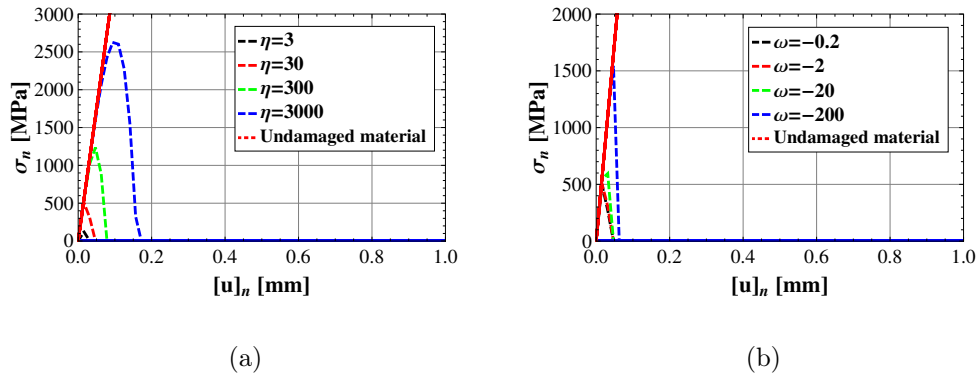 3000
2500
2000
1500
1000
500
0
σn [MPa]
η=3
η=30
η=300
η=3000
Undamaged material
0.0 0.2 0.4 0.6 0.8 1.0
[u]n [mm]
(a)
2000
1500
1000
500
0
σn [MPa]
ω=−0.2
ω=−2
ω=−20
ω=−200
Undamaged material
0.0 0.2 0.4 0.6 0.8 1.0
[u]n [mm]
(b)